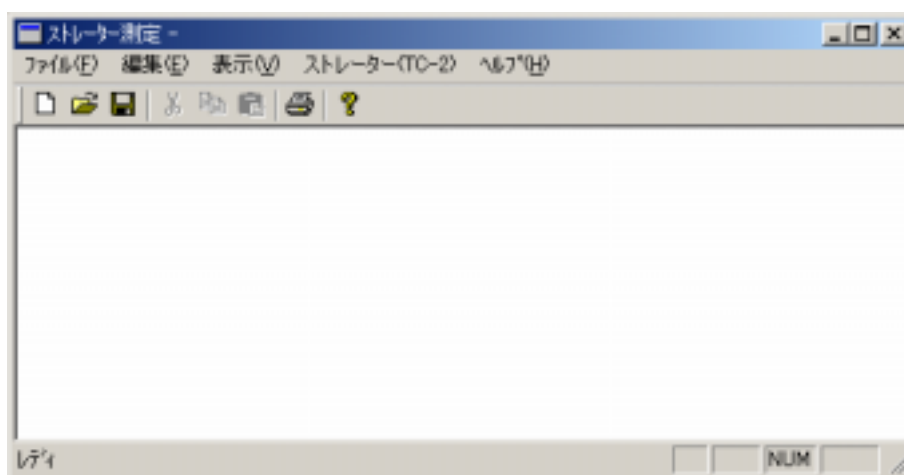 ストレーター測定 -
ﾌｧｲﾙ(F) 編集(E) 表示(V) ストレーター(TC-2) ﾍﾙﾌﾟ(H)
ﾚﾃﾞｨ NUM